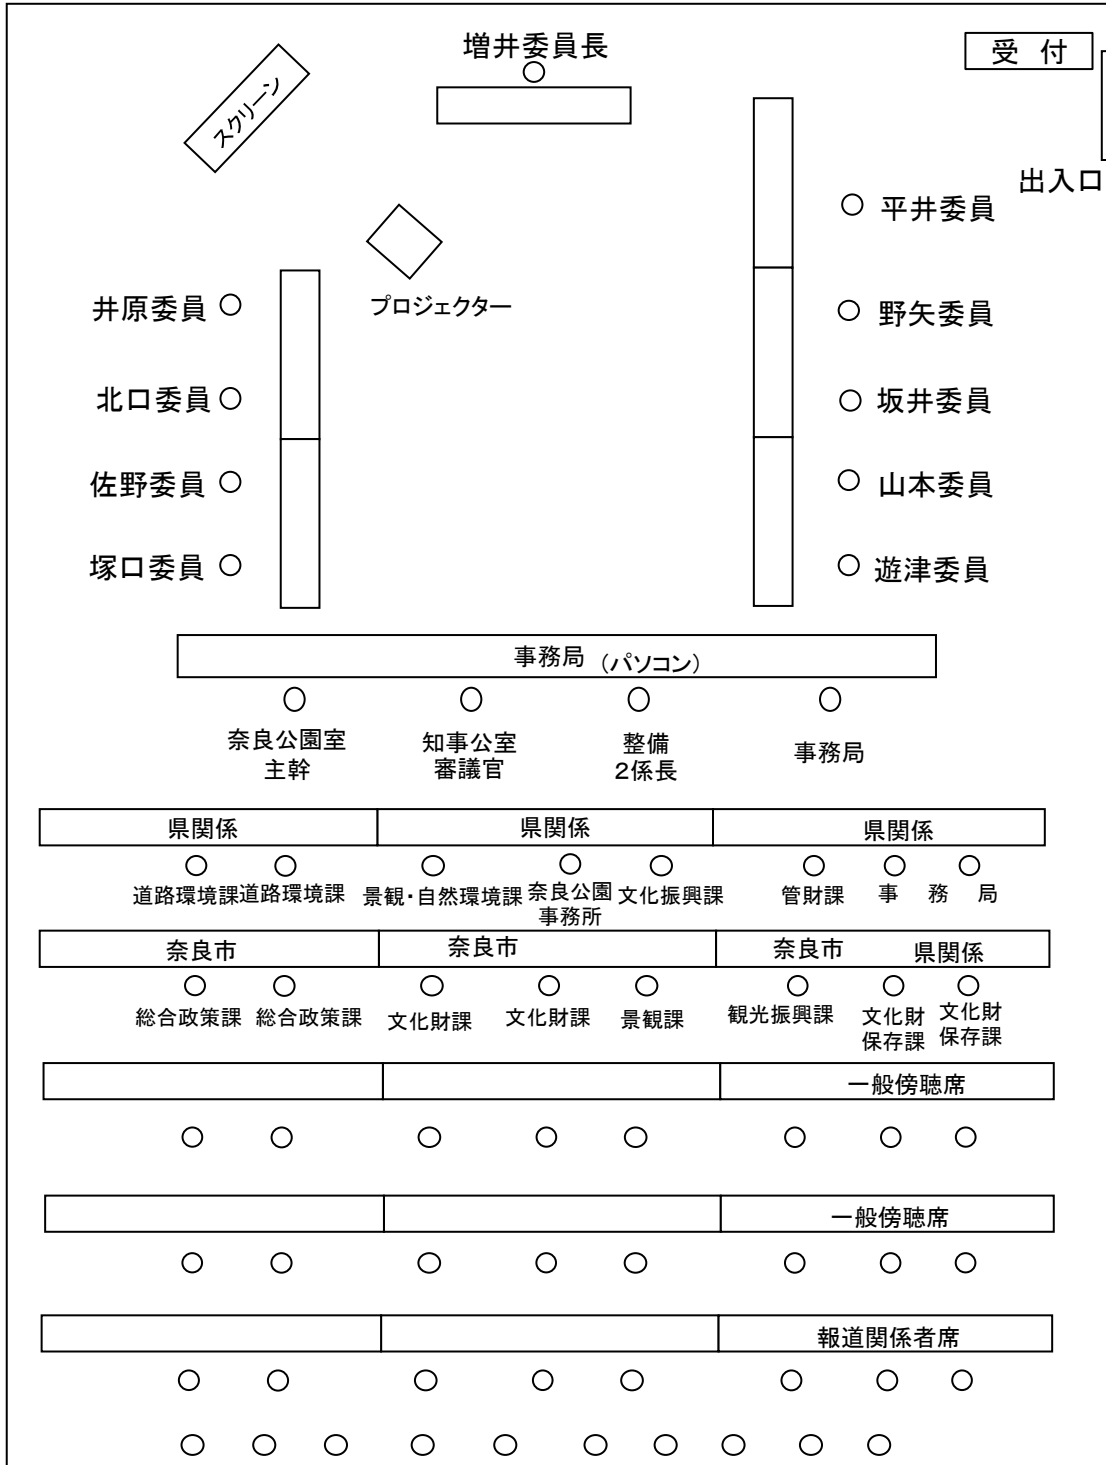 増井委員長
受　付
スクリーン
出入口
平井委員
プロジェクター
井原委員
野矢委員
北口委員
坂井委員
佐野委員
山本委員
塚口委員
遊津委員
事務局（パソコン）
奈良公園室
主幹
知事公室
審議官
整備
2係長
事務局
県関係
県関係
県関係
道路環境課
道路環境課
景観・自然環境課
奈良公園
事務所
文化振興課
管財課
事　務　局
奈良市
奈良市
奈良市
県関係
総合政策課
総合政策課
文化財課
文化財課
景観課
観光振興課
文化財
保存課
文化財
保存課
一般傍聴席
一般傍聴席
報道関係者席